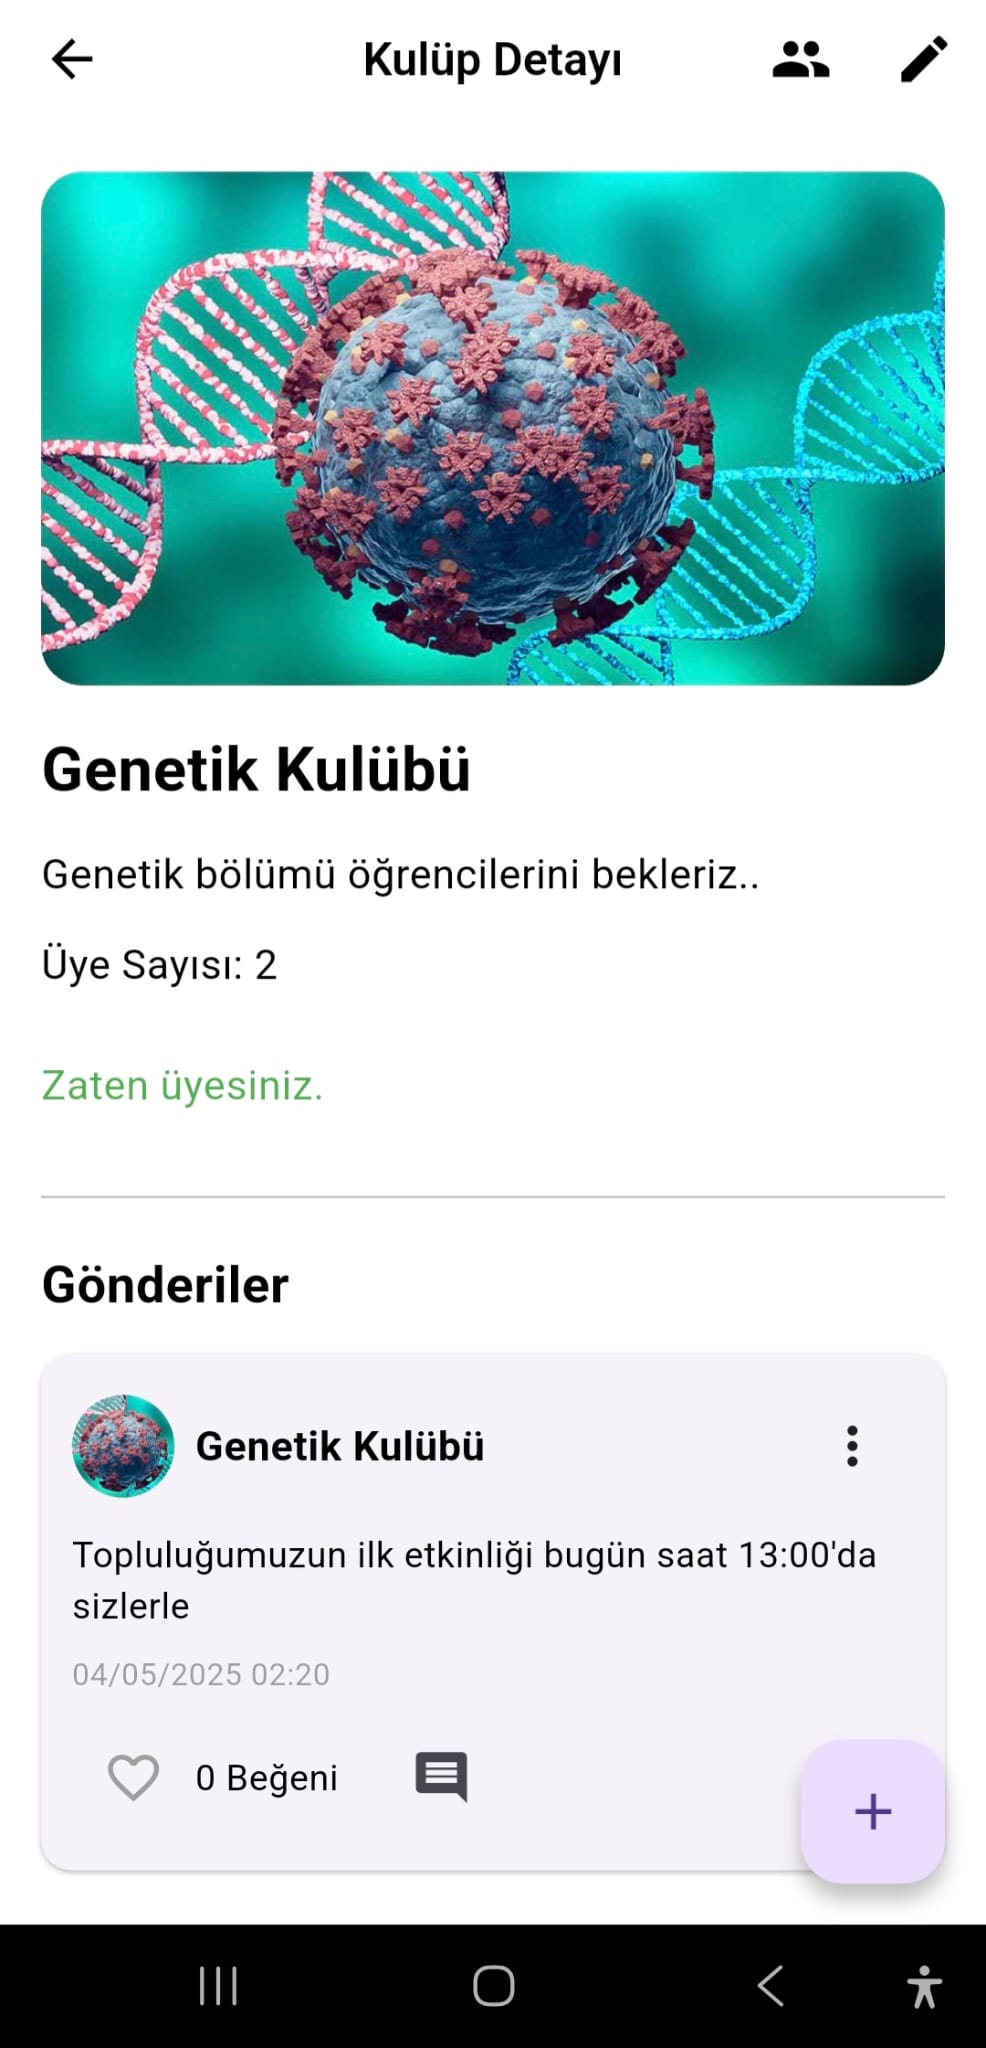 Kulüp Detayı
Genetik Kulübü
Genetik bölümü öğrencilerini bekleriz..
Üye Sayısı: 2
Zaten üyesiniz.
Gönderiler
Genetik Kulübü
Topluluğumuzun ilk etkinliği bugün saat 13:00'da
sizlerle
04/05/2025 02:20
0 Beğeni